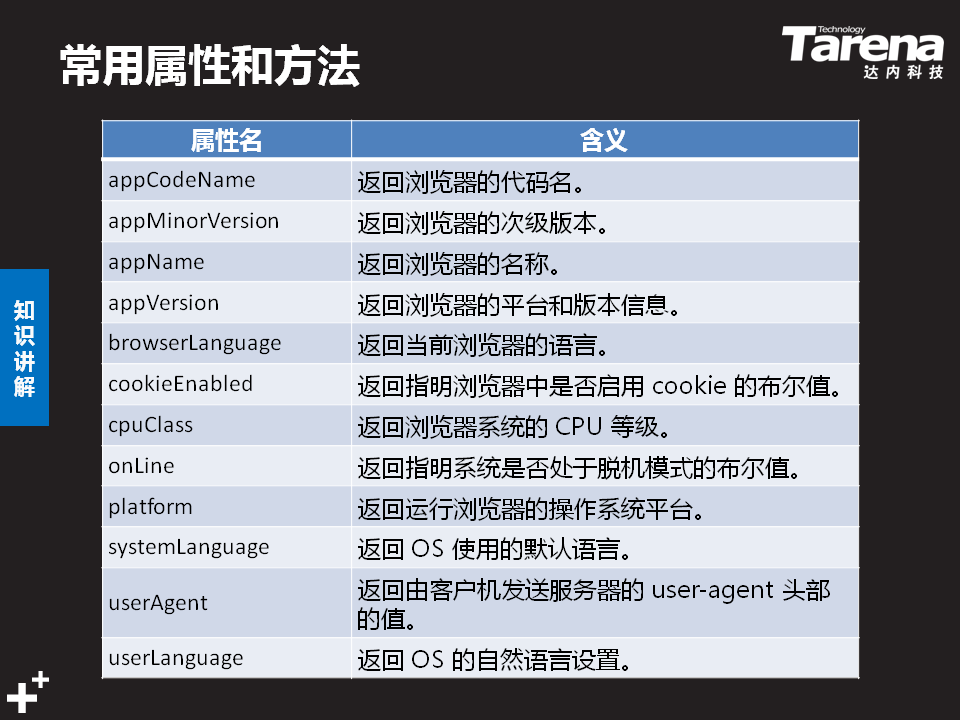 常用属性和方法
Technology
Tarena
达内科技
属性名 含义
appCodeName 返回浏览器的代码名。
appMinorVersion 返回浏览器的次级版本。
appName 返回浏览器的名称。
appVersion 返回浏览器的平台和版本信息。
browserLanguage 返回当前浏览器的语言。
cookieEnabled 返回指明浏览器中是否启用 cookie 的布尔值。
cpuClass 返回浏览器系统的 CPU 等级。
onLine 返回指明系统是否处于脱机模式的布尔值。
platform 返回运行浏览器的操作系统平台。
systemLanguage 返回 OS 使用的默认语言。
userAgent 返回由客户机发送服务器的 user-agent 头部
的值。
userLanguage 返回 OS 的自然语言设置。
知识讲解